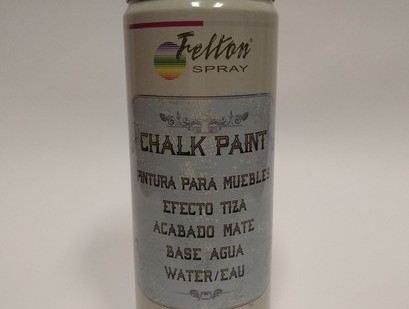 Felton
SPRAY
CHALK PAINT
PINTURA PARA MUEBLES
EFECTO TIZA
ACABADO MATE
BASE AGUA
WATER/EAU